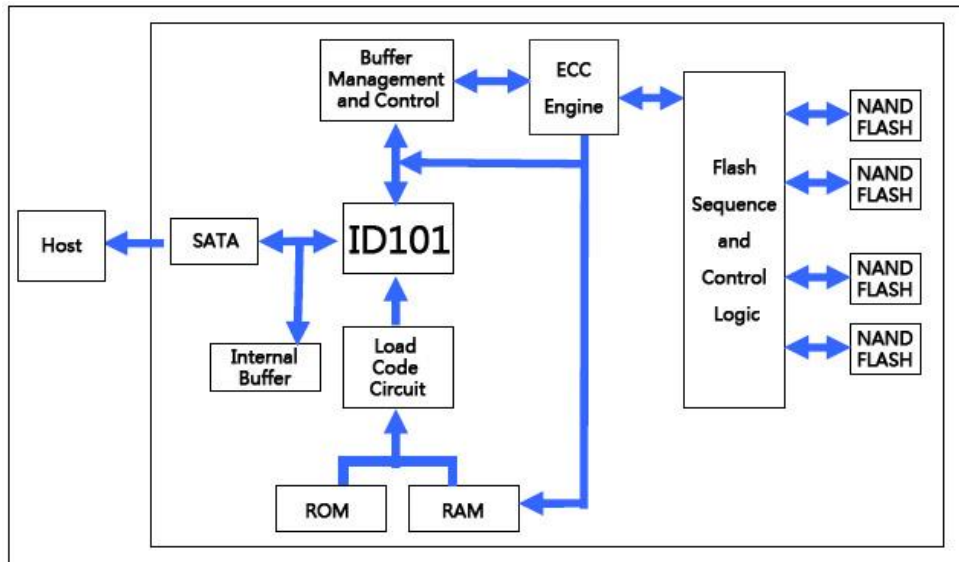 Buffer
Management
and Control
ECC
Engine
NAND
FLASH
NAND
FLASH
Flash
Sequence
and
Control
Logic
Host
SATA
ID101
NAND
FLASH
Internal
Buffer
Load
Code
Circuit
NAND
FLASH
ROM
RAM